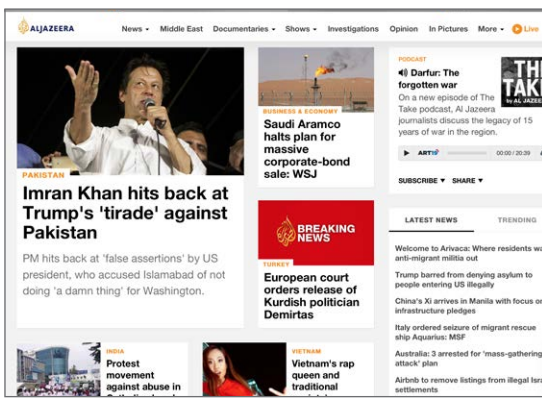 ALJAZEERA
News Middle East Documentaries Shows Investigations Opinion In Pictures More Live
PAKISTAN
Imran Khan hits back at
Trump's 'tirade' against
Pakistan
PM hits back at 'false assertions' by US
president, who accused Islamabad of not
doing 'a damn thing' for Washington.
BUSINESS & ECONOMY
Saudi Aramco
halts plan for
massive
corporate-bond
sale: WSJ
BREAKING
NEWS
TURKEY
European court
orders release of
Kurdish politician
Demirtas
INDIA
Protest
movement
against abuse in
VIETNAM
Vietnam's rap
queen and
traditional
PODCAST
Darfur: The
forgotten war
On a new episode of The
Take podcast, Al Jazeera
journalists discuss the legacy of 15
years of war in the region.
THE
TAKE
by AL JAZEERA
ART19
00:00 / 20:39
SUBSCRIBE SHARE
LATEST NEWS TRENDING
Welcome to Arivaca: Where residents wa
anti-migrant militia out
Trump barred from denying asylum to
people entering US illegally
China's Xi arrives in Manila with focus on
infrastructure pledges
Italy ordered seizure of migrant rescue
ship Aquarius: MSF
Australia: 3 arrested for 'mass-gathering
attack' plan
Airbnb to remove listings from illegal Isra
settlements